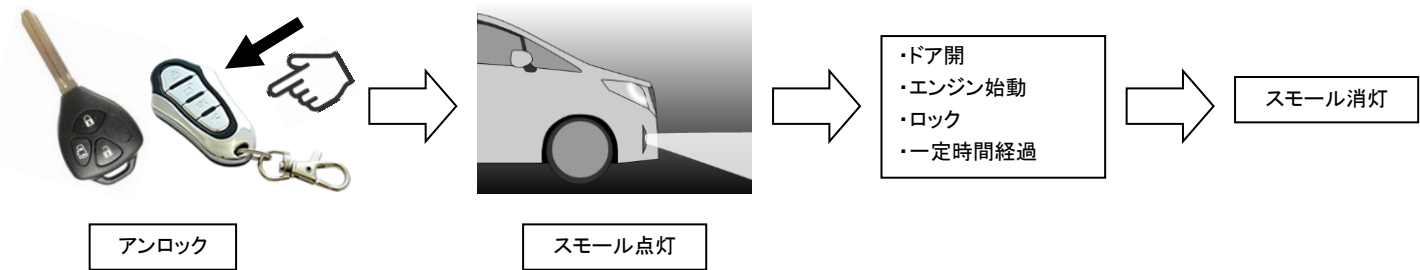 ・ドア開
・エンジン始動
・ロック
・一定時間経過
スモール消灯
アンロック
スモール点灯